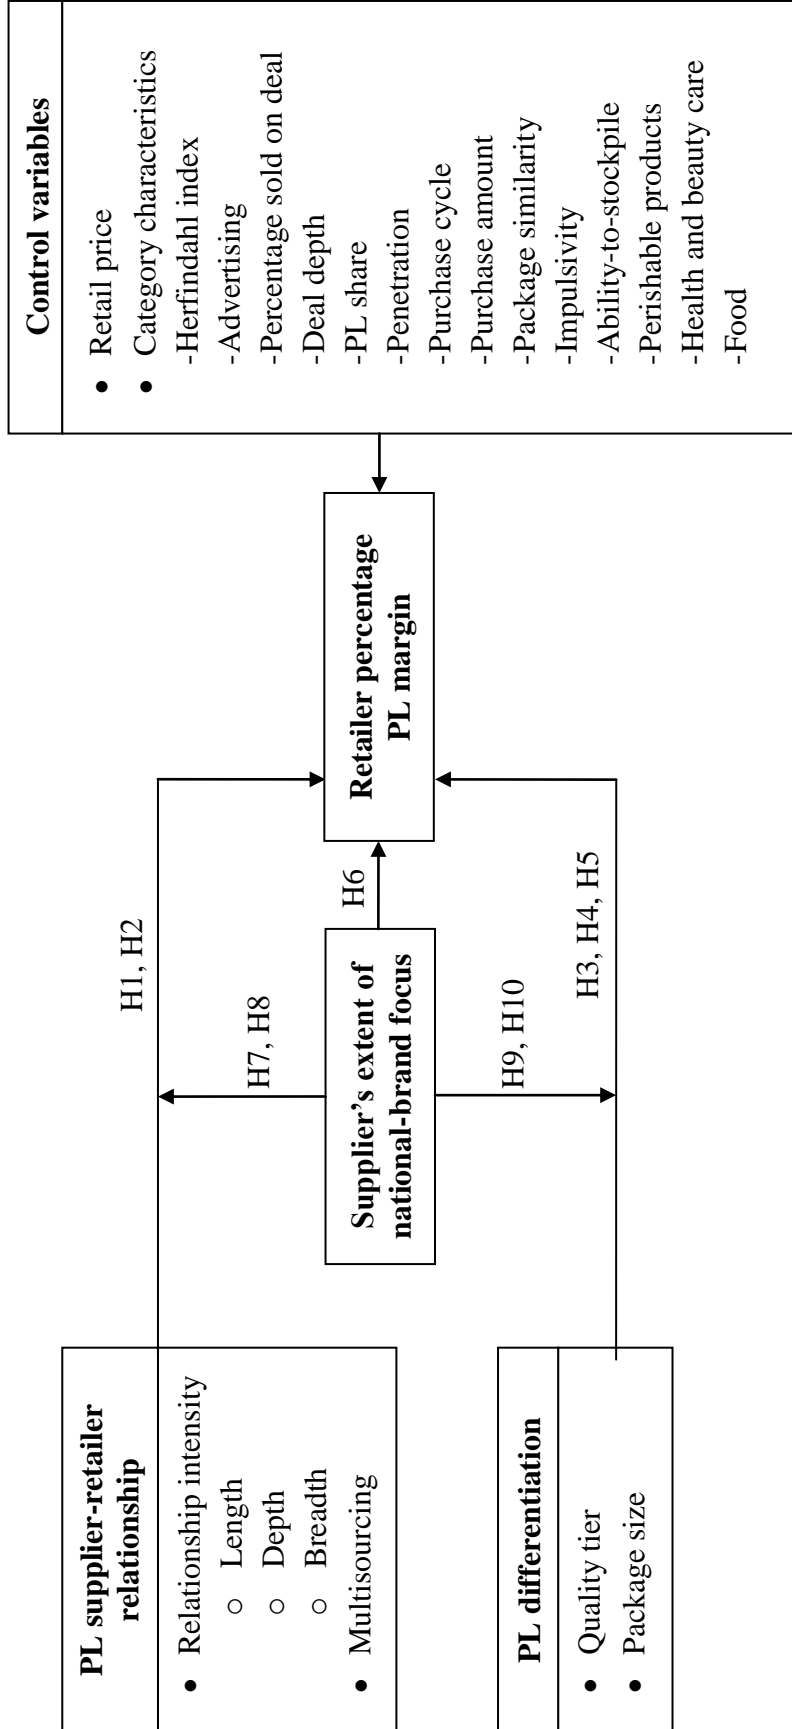 PL supplier-retailer
relationship
● Relationship intensity
○ Length
○ Depth
○ Breadth
● Multisourcing
PL differentiation
● Quality tier
● Package size
H1, H2
H7, H8
Supplier’s extent of
national-brand focus
H9, H10
H6
H3, H4, H5
Retailer percentage
PL margin
Control variables
● Retail price
● Category characteristics
-Herfindahl index
-Advertising
-Percentage sold on deal
-Deal depth
-PL share
-Penetration
-Purchase cycle
-Purchase amount
-Package similarity
-Impulsivity
-Ability-to-stockpile
-Perishable products
-Health and beauty care
-Food